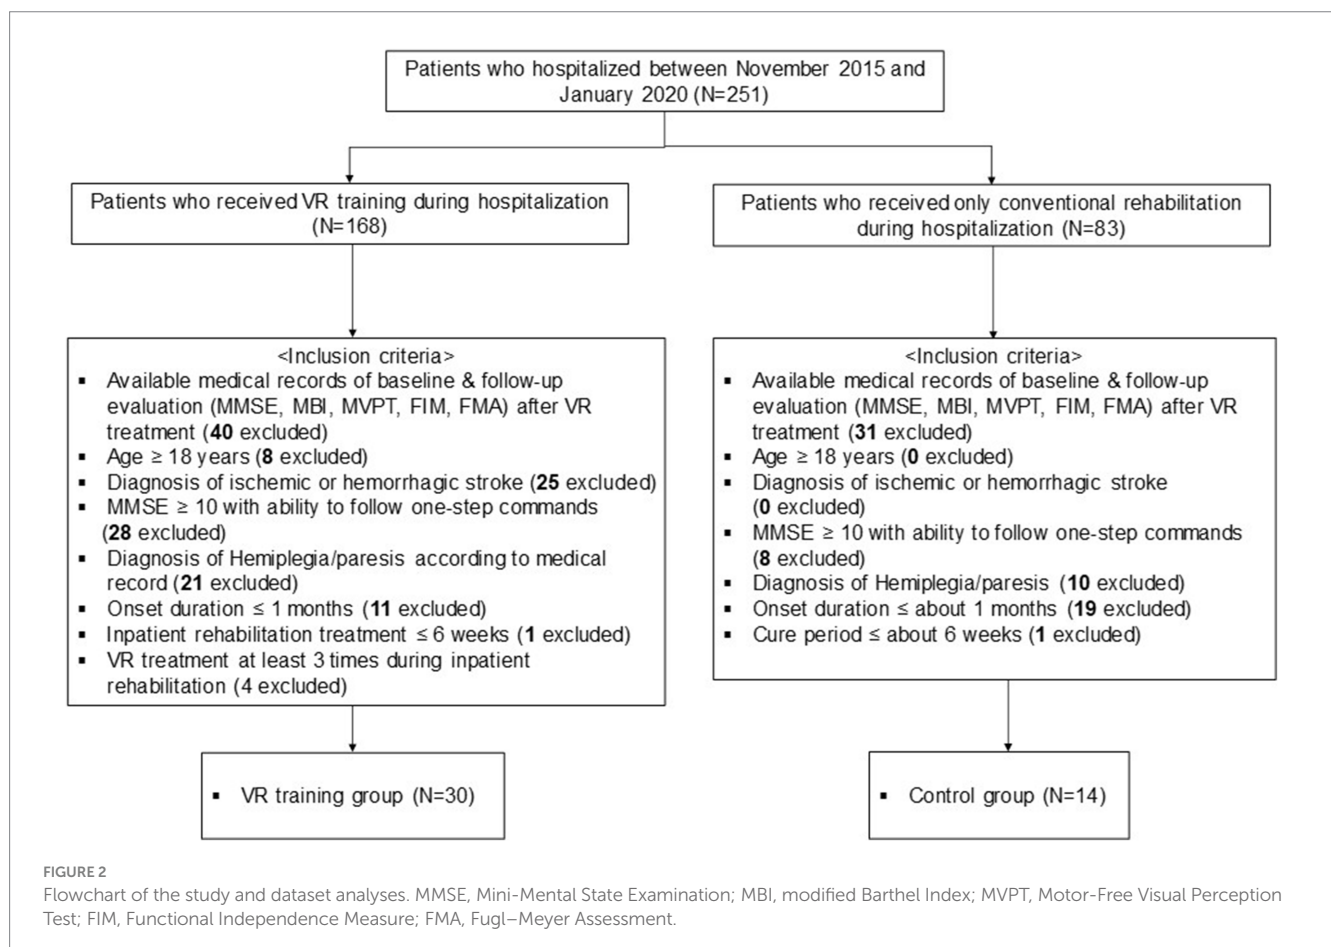 Patients who hospitalized between November 2015 and
January 2020 (N=251)
Patients who received VR training during hospitalization
(N=168)
Patients who received only conventional rehabilitation
during hospitalization (N=83)
<Inclusion criteria>
▪ Available medical records of baseline & follow-up
evaluation (MMSE, MBI, MVPT, FIM, FMA) after VR
treatment (40 excluded)
▪ Age ≥ 18 years (8 excluded)
▪ Diagnosis of ischemic or hemorrhagic stroke (25 excluded)
▪ MMSE ≥ 10 with ability to follow one-step commands
(28 excluded)
▪ Diagnosis of Hemiplegia/paresis according to medical
record (21 excluded)
▪ Onset duration ≤ 1 months (11 excluded)
▪ Inpatient rehabilitation treatment ≤ 6 weeks (1 excluded)
▪ VR treatment at least 3 times during inpatient
rehabilitation (4 excluded)
<Inclusion criteria>
▪ Available medical records of baseline & follow-up
evaluation (MMSE, MBI, MVPT, FIM, FMA) after VR
treatment (31 excluded)
▪ Age ≥ 18 years (0 excluded)
▪ Diagnosis of ischemic or hemorrhagic stroke
(0 excluded)
▪ MMSE ≥ 10 with ability to follow one-step commands
(8 excluded)
▪ Diagnosis of Hemiplegia/paresis (10 excluded)
▪ Onset duration ≤ about 1 months (19 excluded)
▪ Cure period ≤ about 6 weeks (1 excluded)
▪ VR training group (N=30)
▪ Control group (N=14)
FIGURE 2
Flowchart of the study and dataset analyses. MMSE, Mini-Mental State Examination; MBI, modified Barthel Index; MVPT, Motor-Free Visual Perception
Test; FIM, Functional Independence Measure; FMA, Fugl–Meyer Assessment.